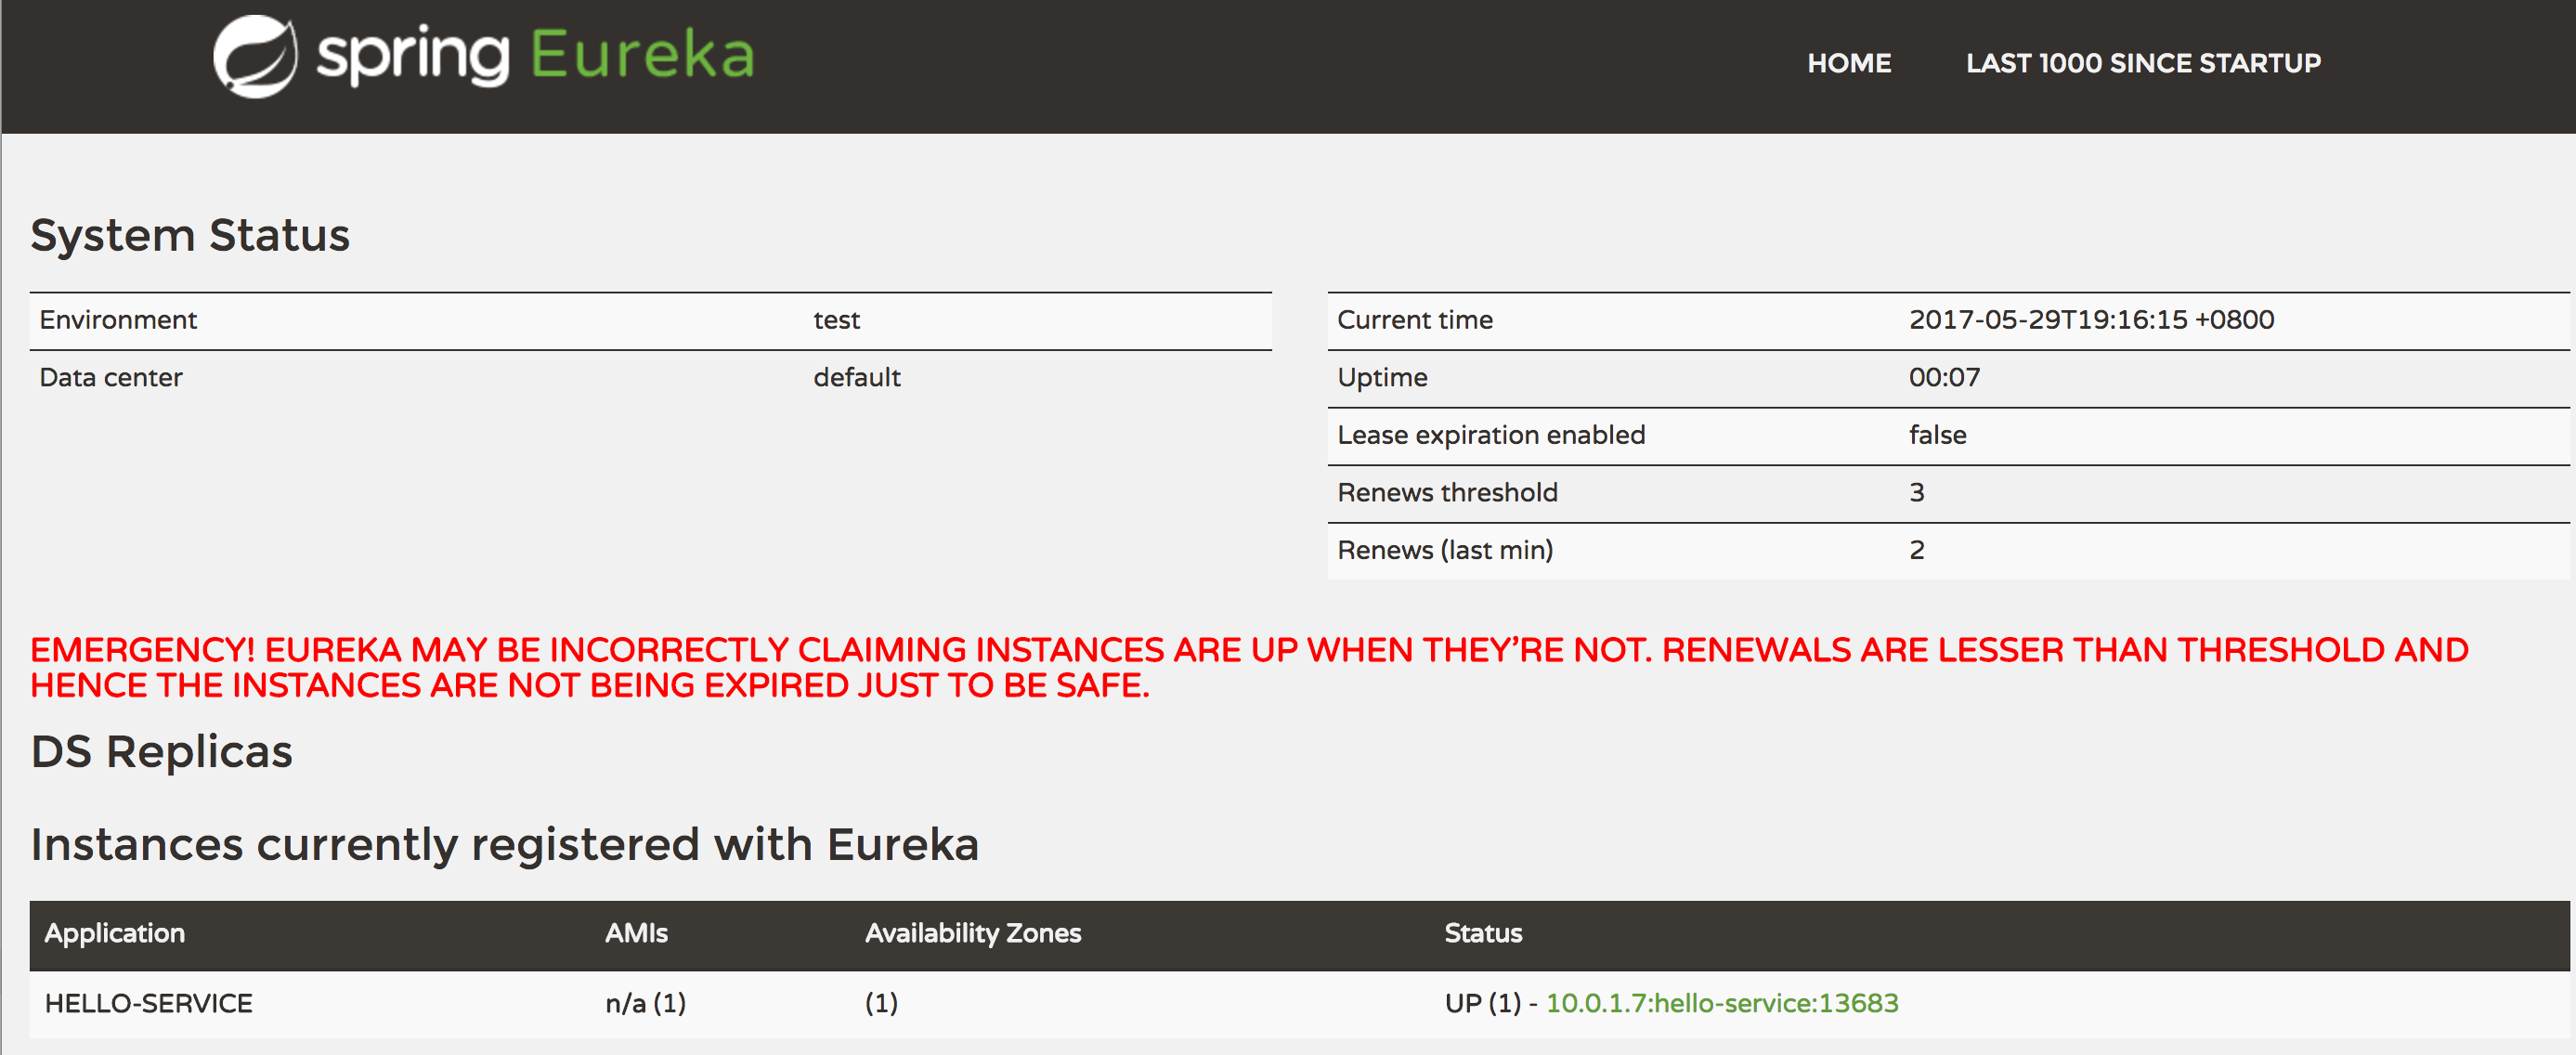 spring Eureka
HOME LAST 1000 SINCE STARTUP
System Status
Environment test
Data center default
Current time 2017-05-29T19:16:15 +0800
Uptime 00:07
Lease expiration enabled false
Renews threshold 3
Renews (last min) 2
EMERGENCY! EUREKA MAY BE INCORRECTLY CLAIMING INSTANCES ARE UP WHEN THEY'RE NOT. RENEWALS ARE LESSER THAN THRESHOLD AND
HENCE THE INSTANCES ARE NOT BEING EXPIRED JUST TO BE SAFE.
DS Replicas
Instances currently registered with Eureka
Application AMIs Availability Zones Status
HELLO-SERVICE n/a (1) (1) UP (1) - 10.0.1.7:hello-service:13683